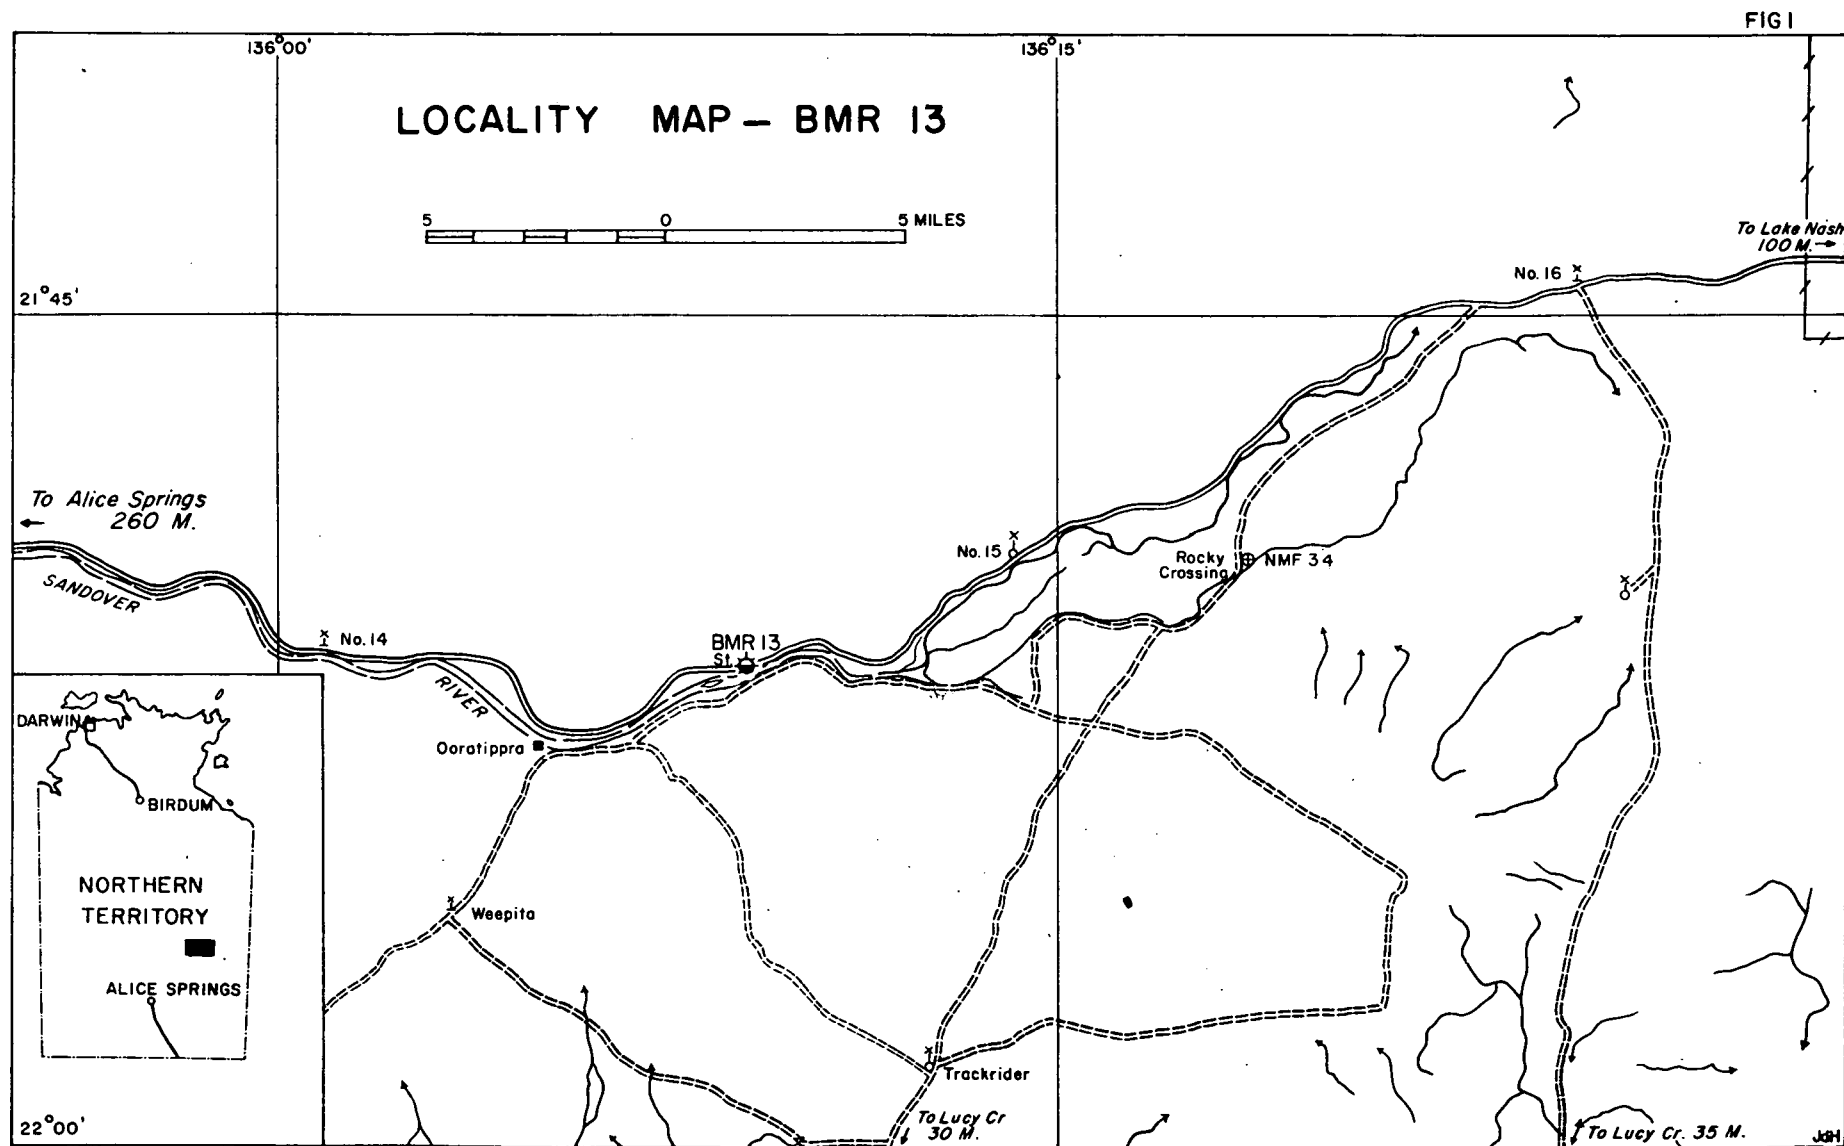 FIG 1
136°00'
136°15'
LOCALITY MAP — BMR 13
5 0 5 MILES
To Lake Nash
100 M.
No. 16
21°45'
To Alice Springs
260 M.
No. 15
Rocky
Crossing
NMF 34
SANDOVER
No. 14
BMR 13
St.
RIVER
Ooratippra
DARWIN
BIRDUM
NORTHERN
TERRITORY
Weepita
ALICE SPRINGS
Trackrider
To Lucy Cr
30 M.
22°00'
To Lucy Cr. 35 M.